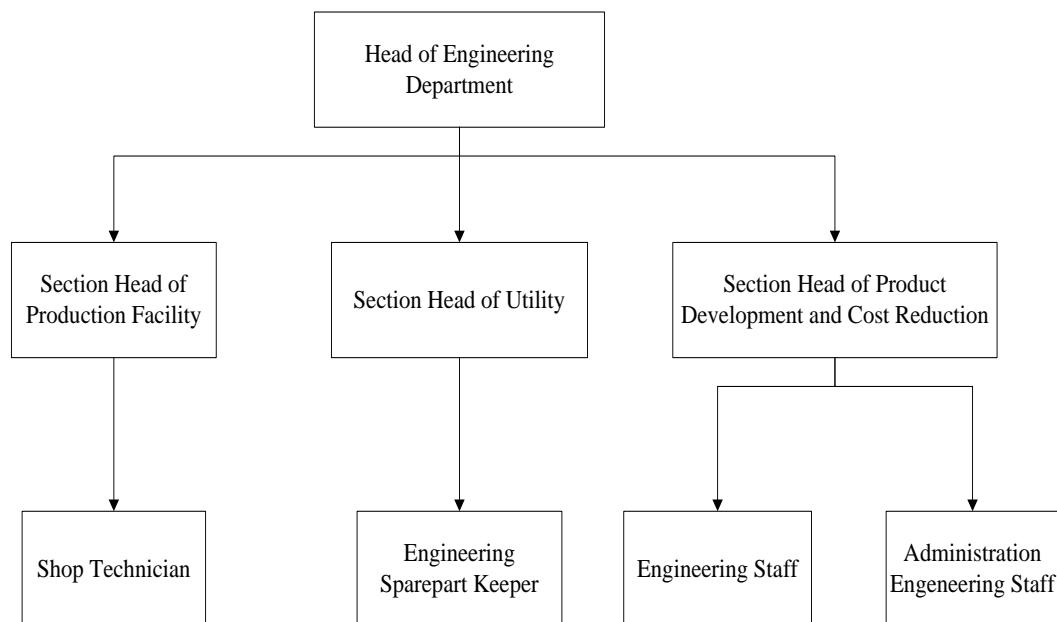 Head of Engineering
Department
Section Head of
Production Facility
Section Head of Utility
Section Head of Product
Development and Cost Reduction
Shop Technician
Engineering
Sparepart Keeper
Engineering Staff
Administration
Engeneering Staff